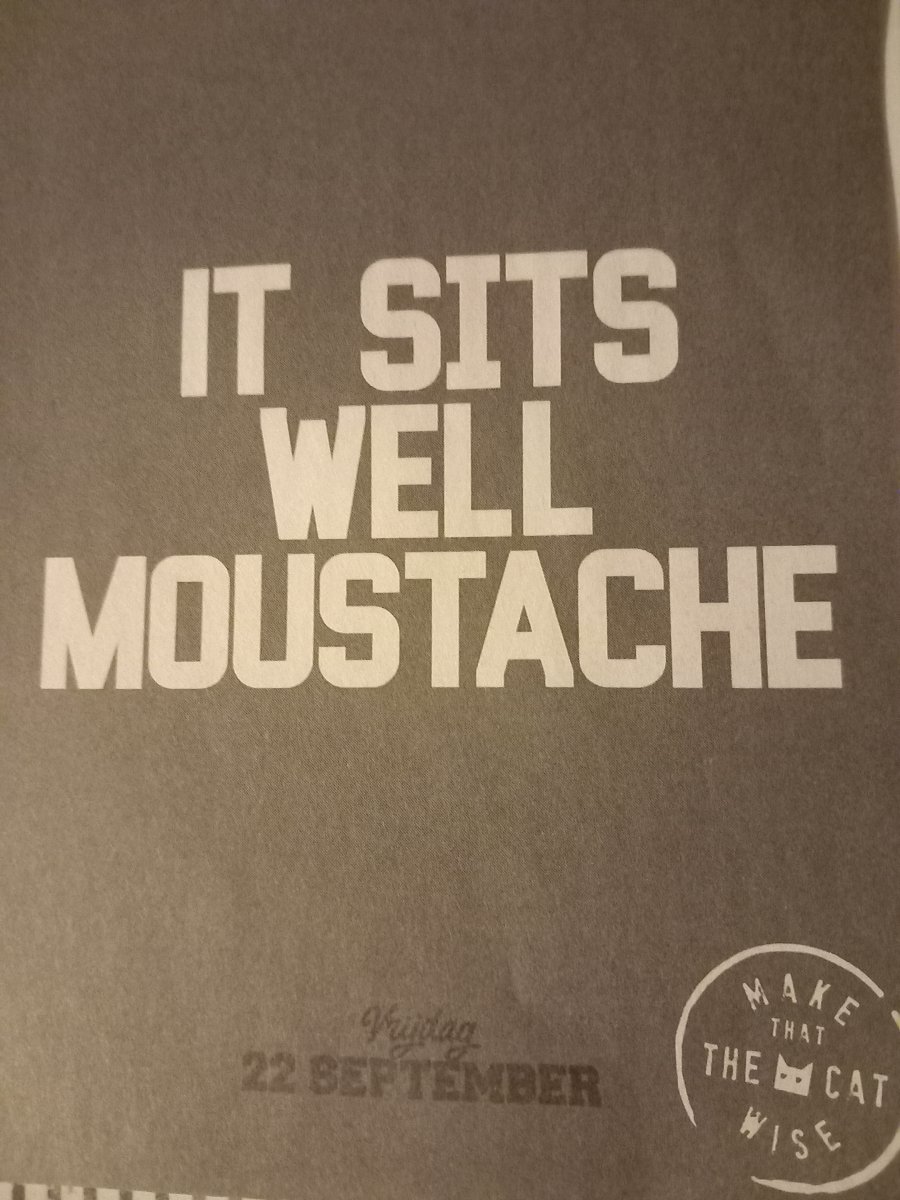 IT SITS
WELL
MOUSTACHE
Vrijdag
22 SEPTEMBER
MAKE
THAT
THE CAT
WISE